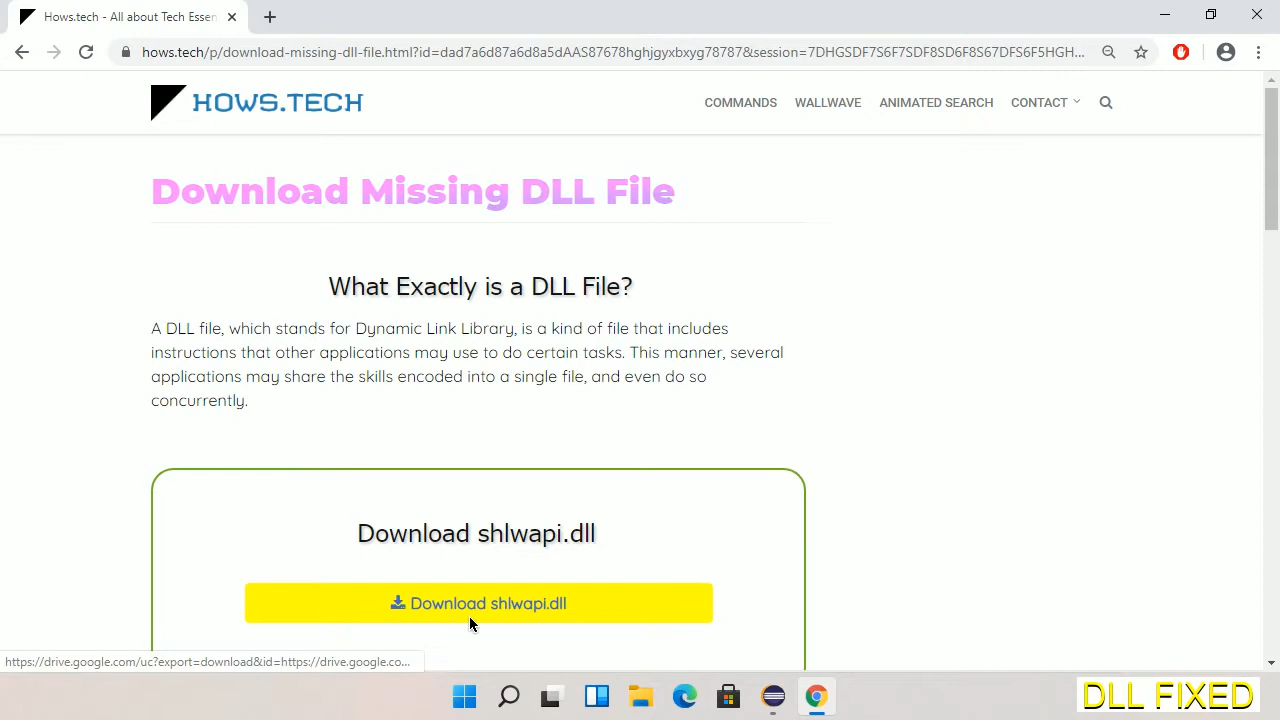 Hows.tech - All about Tech Essen
hows.tech/p/download-missing-dll-file.html?id=dad7a6d87a6d8a5dAAS87678hghjgyxbxyg78787&session=7DHGSDF7S6F7SDF8SD6F8S67DFS6F5HGH...
HOWS.TECH
COMMANDS WALLWAVE ANIMATED SEARCH CONTACT
Download Missing DLL File
What Exactly is a DLL File?
A DLL file, which stands for Dynamic Link Library, is a kind of file that includes
instructions that other applications may use to do certain tasks. This manner, several
applications may share the skills encoded into a single file, and even do so
concurrently.
Download shlwapi.dll
Download shlwapi.dll
https://drive.google.com/uc?export=download&id=https://drive.google.co...
DLL FIXED